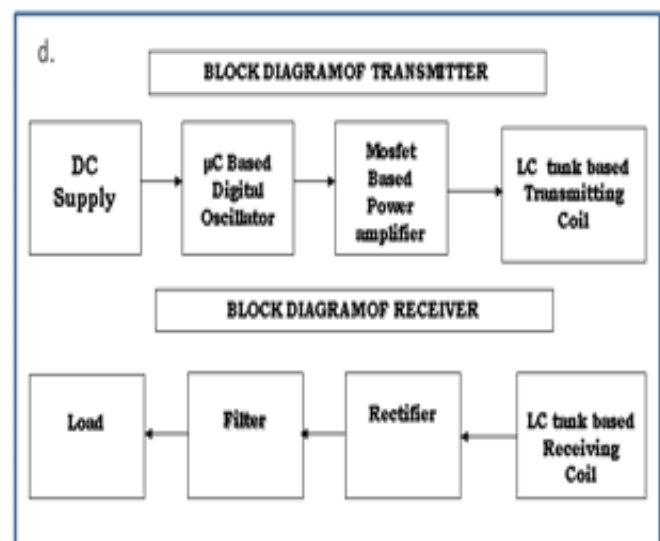 d.
BLOCK DIAGRAMOF TRANSMITTER
DC
Supply
µC Based
Digital
Oscillator
Mosfet
Based
Power
amplifier
LC tank based
Transmitting
Coil
BLOCK DIAGRAMOF RECEIVER
Load
Filter
Rectifier
LC tank based
Receiving
Coil